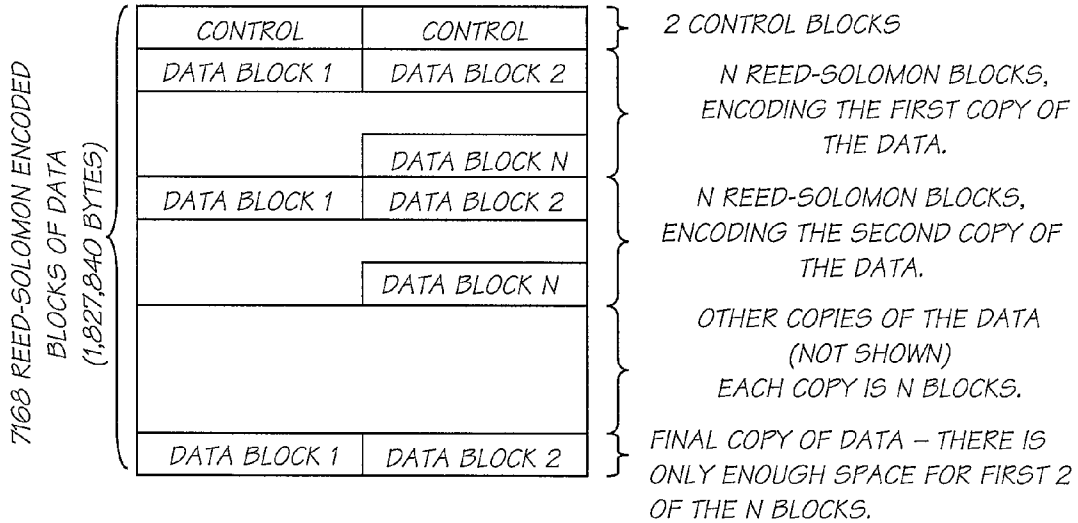 7168 REED-SOLOMON ENCODED
BLOCKS OF DATA
(1,827,840 BYTES)
CONTROL CONTROL
2 CONTROL BLOCKS
DATA BLOCK 1 DATA BLOCK 2
DATA BLOCK N
N REED-SOLOMON BLOCKS,
ENCODING THE FIRST COPY OF
THE DATA.
DATA BLOCK 1 DATA BLOCK 2
DATA BLOCK N
N REED-SOLOMON BLOCKS,
ENCODING THE SECOND COPY OF
THE DATA.
OTHER COPIES OF THE DATA
(NOT SHOWN)
EACH COPY IS N BLOCKS.
DATA BLOCK 1 DATA BLOCK 2
FINAL COPY OF DATA – THERE IS
ONLY ENOUGH SPACE FOR FIRST 2
OF THE N BLOCKS.